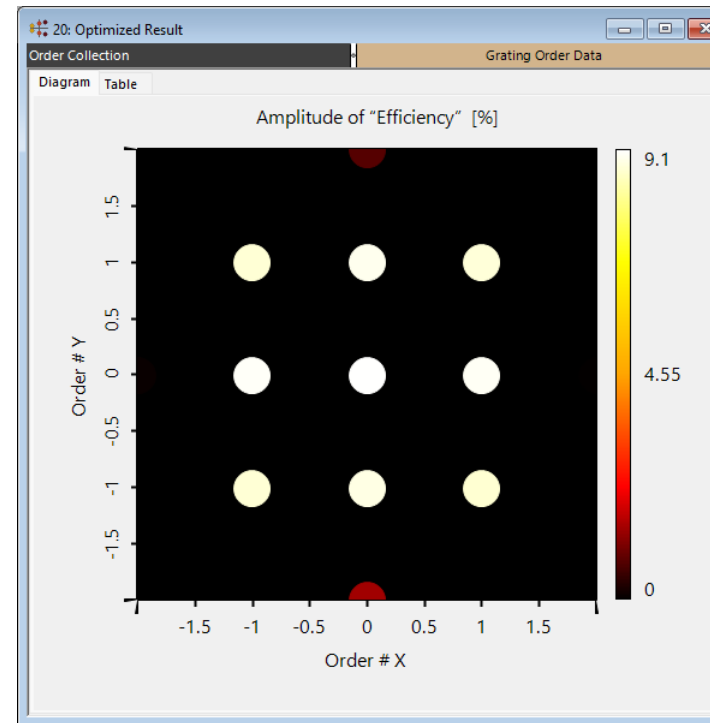 20: Optimized Result
Order Collection
Grating Order Data
Diagram Table
Amplitude of “Efficiency” [%]
9.1
4.55
0
Order # Y
1.5
1
0.5
0
-0.5
-1
-1.5
-1.5 -1 -0.5 0 0.5 1 1.5
Order # X